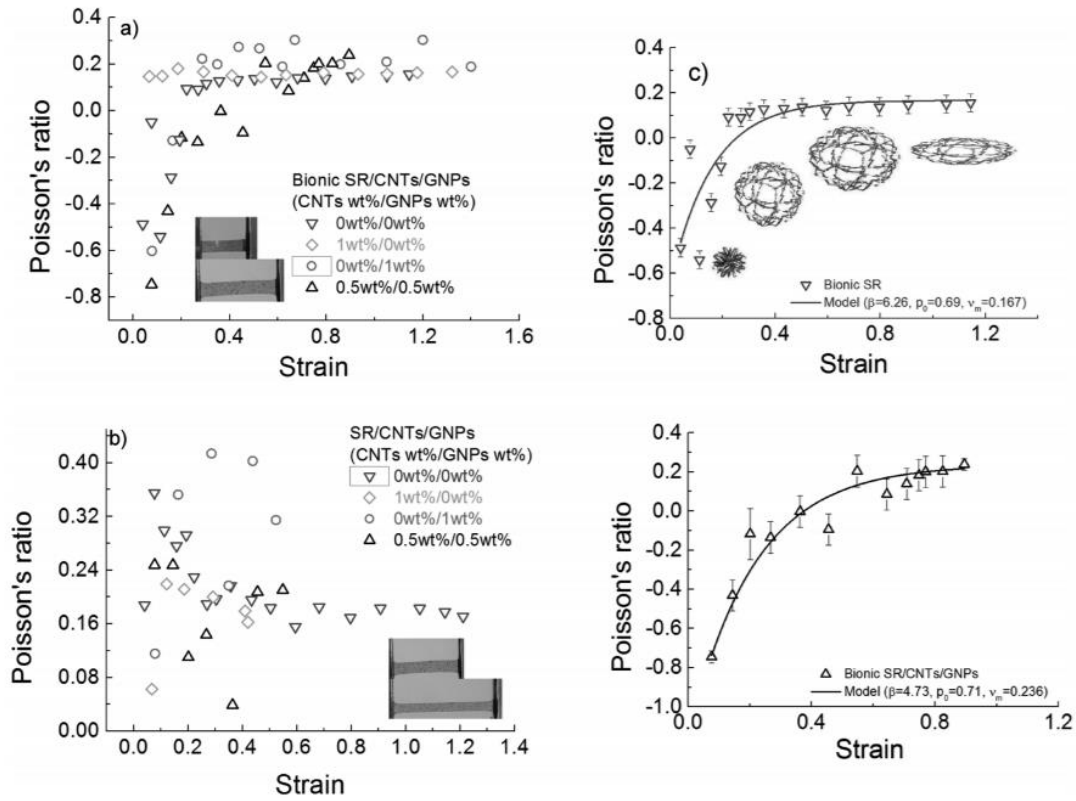 a)
0.4
0.2
0.0
-0.2
-0.4
-0.6
-0.8
Poisson's ratio
Bionic SR/CNTs/GNPs
(CNTs wt%/GNPs wt%)
0wt%/0wt%
1wt%/0wt%
0wt%/1wt%
0.5wt%/0.5wt%
0.0 0.2 0.4 0.6 0.8 1.0 1.2 1.4 1.6
Strain
c)
0.4
0.2
0.0
-0.2
-0.4
-0.6
-0.8
Poisson's ratio
Bionic SR
Model (β=6.26, p₀=0.69, νₘ=0.167)
0.0 0.4 0.8 1.2
Strain
b)
0.40
0.32
0.24
0.16
0.08
0.00
Poisson's ratio
SR/CNTs/GNPs
(CNTs wt%/GNPs wt%)
0wt%/0wt%
1wt%/0wt%
0wt%/1wt%
0.5wt%/0.5wt%
0.0 0.2 0.4 0.6 0.8 1.0 1.2 1.4
Strain
0.4
0.2
0.0
-0.2
-0.4
-0.6
-0.8
-1.0
Poisson's ratio
Bionic SR/CNTs/GNPs
Model (β=4.73, p₀=0.71, νₘ=0.236)
0.0 0.4 0.8 1.2
Strain